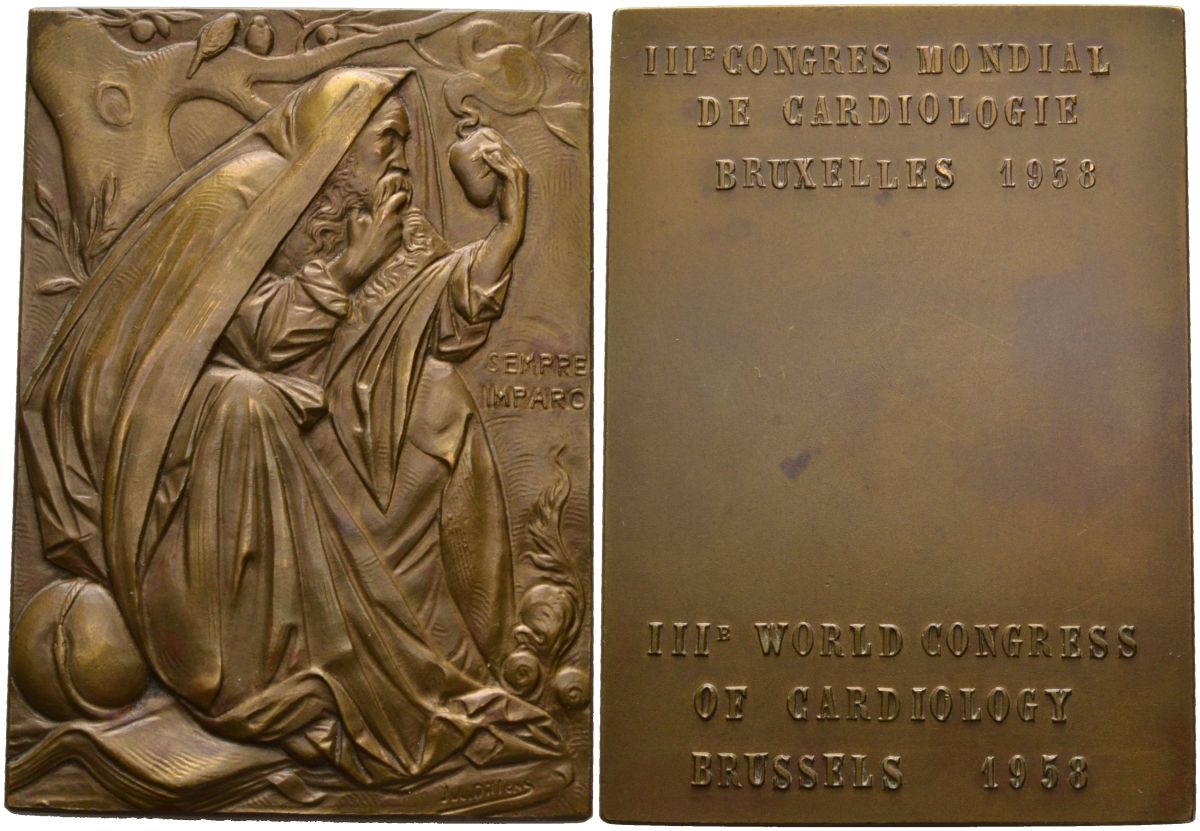 SEMPRE
IMPARO
IIIE CONGRES MONDIAL
DE CARDIOLOGIE
BRUXELLES 1958
IIIE WORLD CONGRESS
OF CARDIOLOGY
BRUSSELS 1958